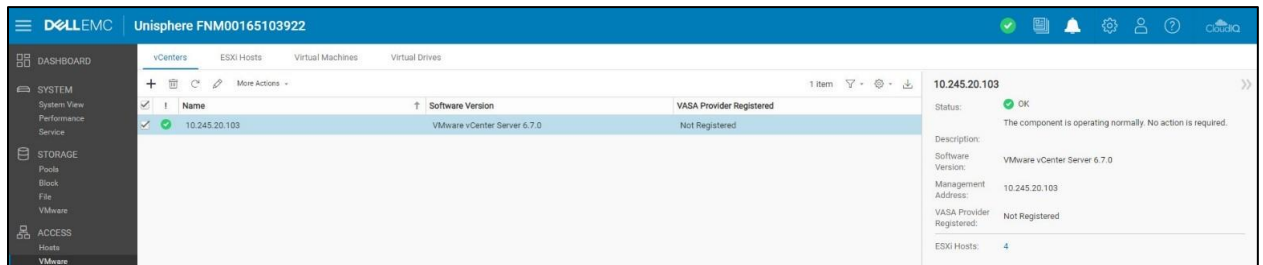 DELLEMC Unisphere FNM00165103922 CloudIQ
DASHBOARD
SYSTEM
System View
Performance
Service
STORAGE
Pools
Block
File
VMware
ACCESS
Hosts
VMware
vCenters ESXi Hosts Virtual Machines Virtual Drives
More Actions 1 item
! Name Software Version VASA Provider Registered
10.245.20.103 VMware vCenter Server 6.7.0 Not Registered
10.245.20.103
Status: OK
The component is operating normally. No action is required.
Description:
Software
Version: VMware vCenter Server 6.7.0
Management
Address: 10.245.20.103
VASA Provider
Registered: Not Registered
ESXi Hosts: 4